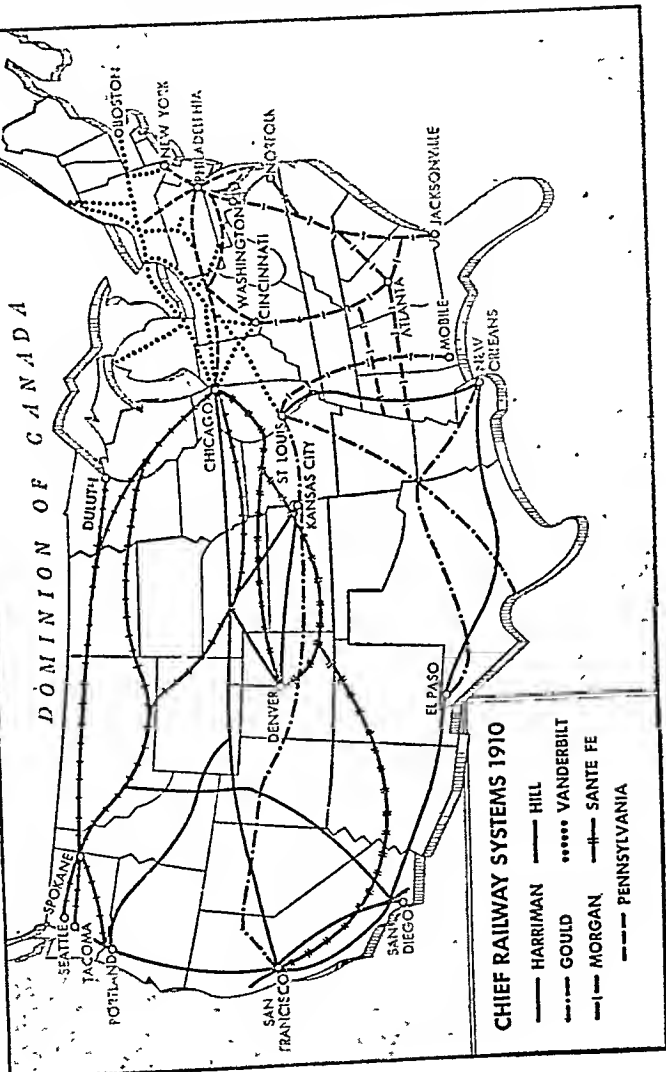 DOMINION OF CANADA
SPOKANE
SEATTLE
TACOMA
PORTLAND
SAN
FRANCISCO
SAN
DIEGO
DULUTH
CHICAGO
ST LOUIS
KANSAS CITY
DENVER
EL PASO
BOSTON
NEW YORK
PHILADELPHIA
NORFOLK
WASHINGTON
CINCINNATI
ATLANTA
JACKSONVILLE
MOBILE
NEW
ORLEANS
CHIEF RAILWAY SYSTEMS 1910
HARRIMAN HILL
GOULD VANDERBILT
MORGAN, SANTE FE
PENNSYLVANIA